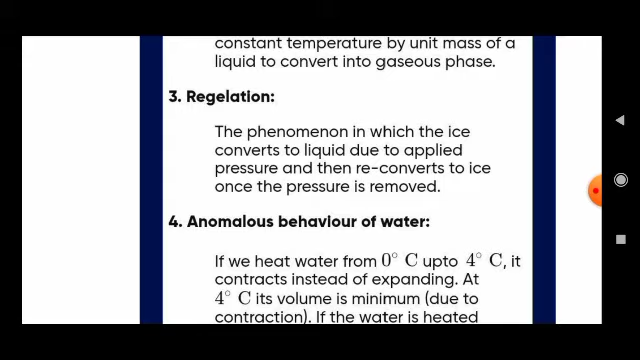 constant temperature by unit mass of a
liquid to convert into gaseous phase.
3. Regelation:
The phenomenon in which the ice
converts to liquid due to applied
pressure and then re-converts to ice
once the pressure is removed.
4. Anomalous behaviour of water:
If we heat water from 0° C upto 4° C, it
contracts instead of expanding. At
4° C its volume is minimum (due to
contraction). If the water is heated